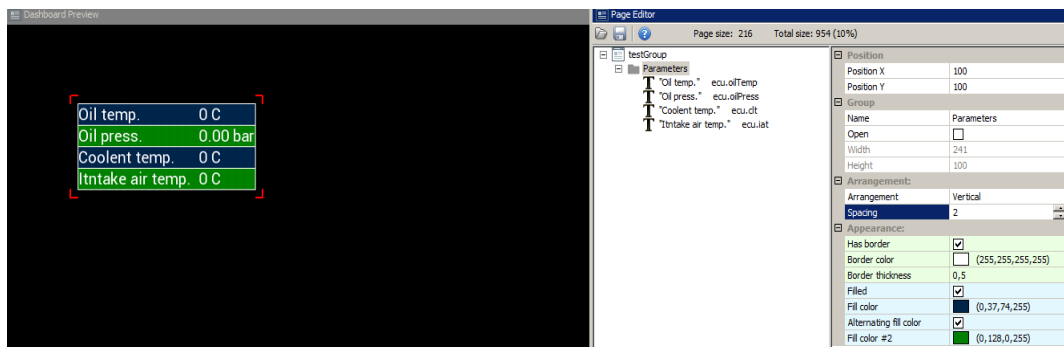 Dashboard Preview
Oil temp. 0 C
Oil press. 0.00 bar
Coolent temp. 0 C
Itntake air temp. 0 C
Page Editor
Page size: 216 Total size: 954 (10%)
testGroup
Parameters
"Oil temp." ecu.oilTemp
"Oil press." ecu.oilPress
"Coolent temp." ecu.clt
"Itntake air temp." ecu.iat
Position
Position X 100
Position Y 100
Group
Name Parameters
Open
Width 241
Height 100
Arrangement:
Arrangement Vertical
Spacing 2
Appearance:
Has border
Border color (255,255,255,255)
Border thickness 0,5
Filled
Fill color (0,37,74,255)
Alternating fill color
Fill color #2 (0,128,0,255)